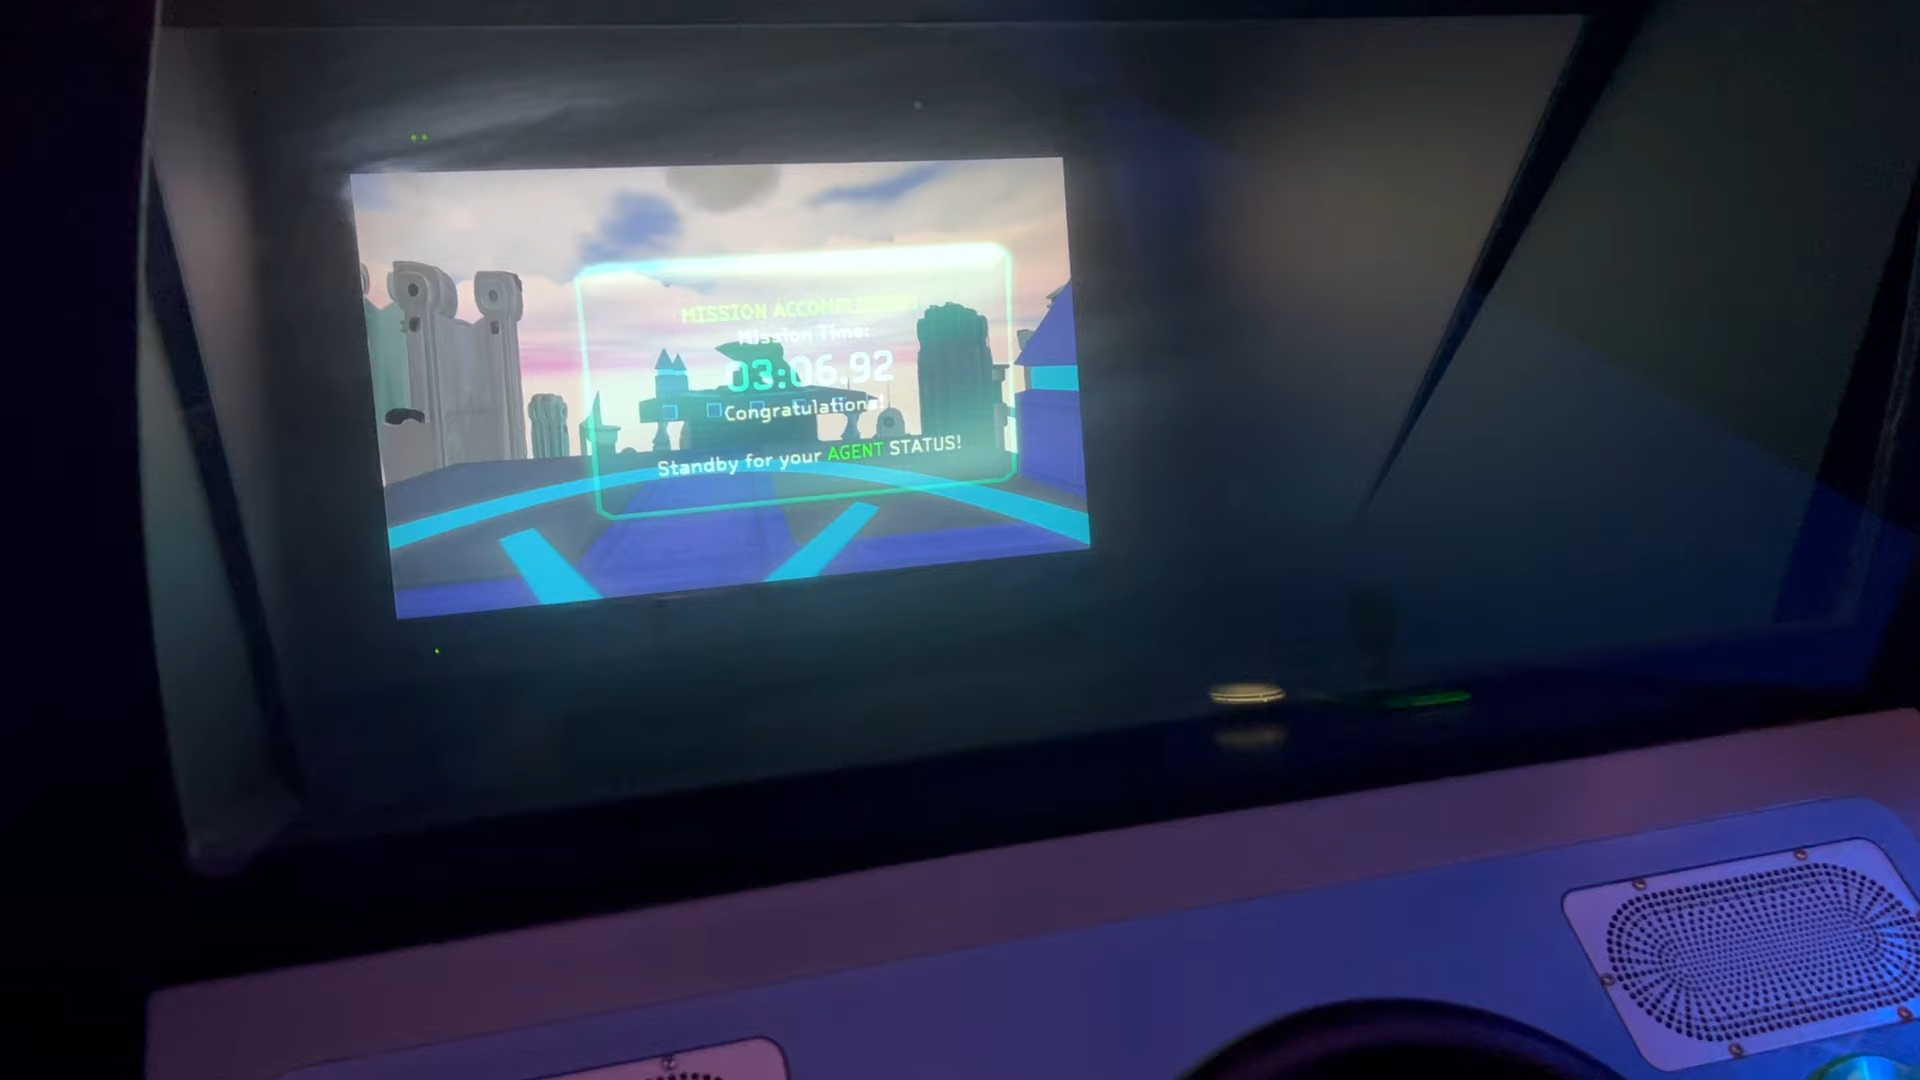 MISSION ACCOMPLISHED!
Mission Time:
03:06.92
Congratulations!
Standby for your AGENT STATUS!